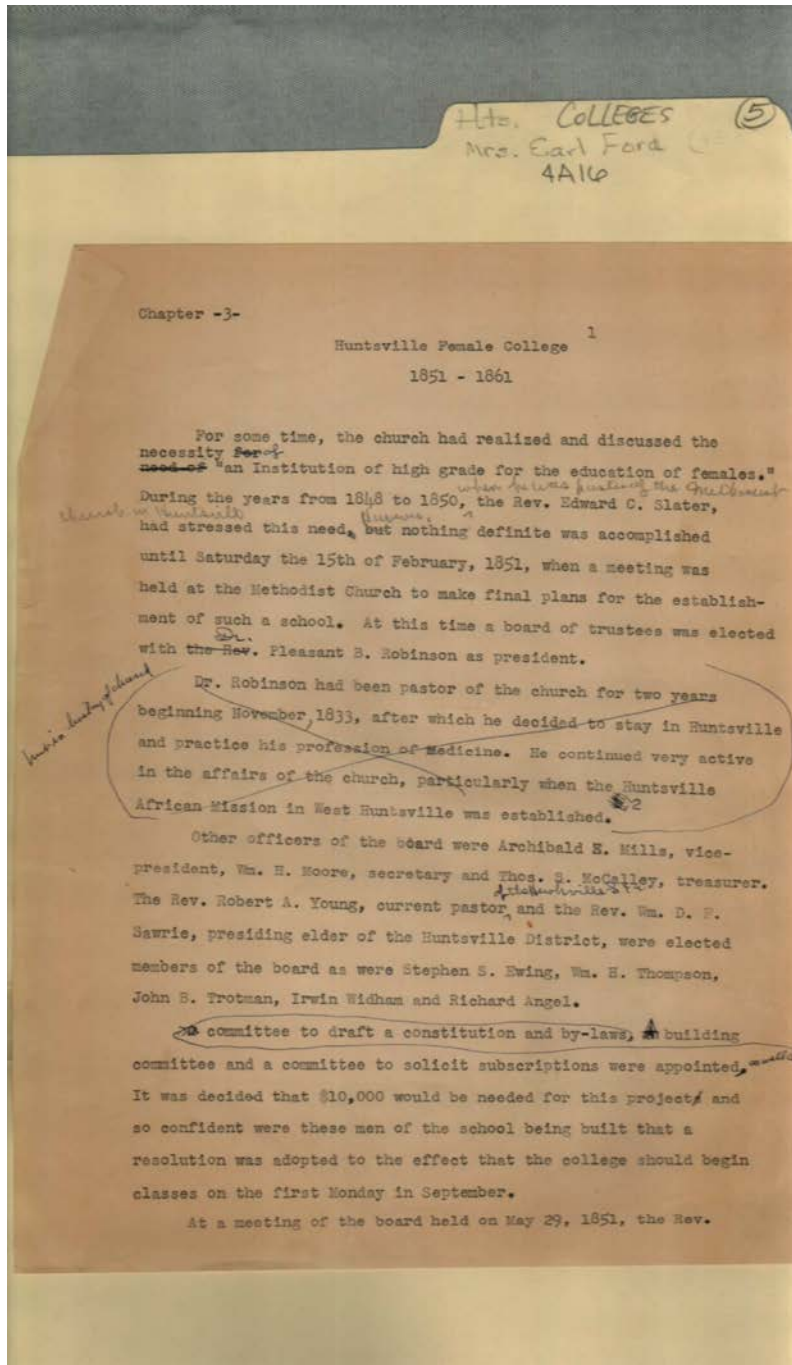 Hts. COLLEGES 5
Mrs. Earl Ford
4A16
Chapter -3-
Huntsville Female College 1
1851 - 1861
For some time, the church had realized and discussed the
necessity for of
need of "an Institution of high grade for the education of females."
when he was pastor of the Methodist
During the years from 1848 to 1850, the Rev. Edward C. Slater,
church in Huntsville
had stressed this need, but nothing definite was accomplished
until Saturday the 15th of February, 1851, when a meeting was
held at the Methodist Church to make final plans for the establish-
ment of such a school. At this time a board of trustees was elected
Dr.
with the Rev. Pleasant B. Robinson as president.
Dr. Robinson had been pastor of the church for two years
beginning November, 1833, after which he decided to stay in Huntsville
and practice his profession of Medicine. He continued very active
in the affairs of the church, particularly when the Huntsville
African Mission in West Huntsville was established. 2
Other officers of the board were Archibald E. Mills, vice-
president, Wm. H. Moore, secretary and Thos. S. McCalley, treasurer.
The Rev. Robert A. Young, current pastor, and the Rev. Wm. D. F.
Sawrie, presiding elder of the Huntsville District, were elected
members of the board as were Stephen S. Ewing, Wm. H. Thompson,
John B. Trotman, Irwin Widham and Richard Angel.
committee to draft a constitution and by-laws, A building
committee and a committee to solicit subscriptions were appointed,
It was decided that $10,000 would be needed for this project and
so confident were these men of the school being built that a
resolution was adopted to the effect that the college should begin
classes on the first Monday in September.
At a meeting of the board held on May 29, 1851, the Rev.